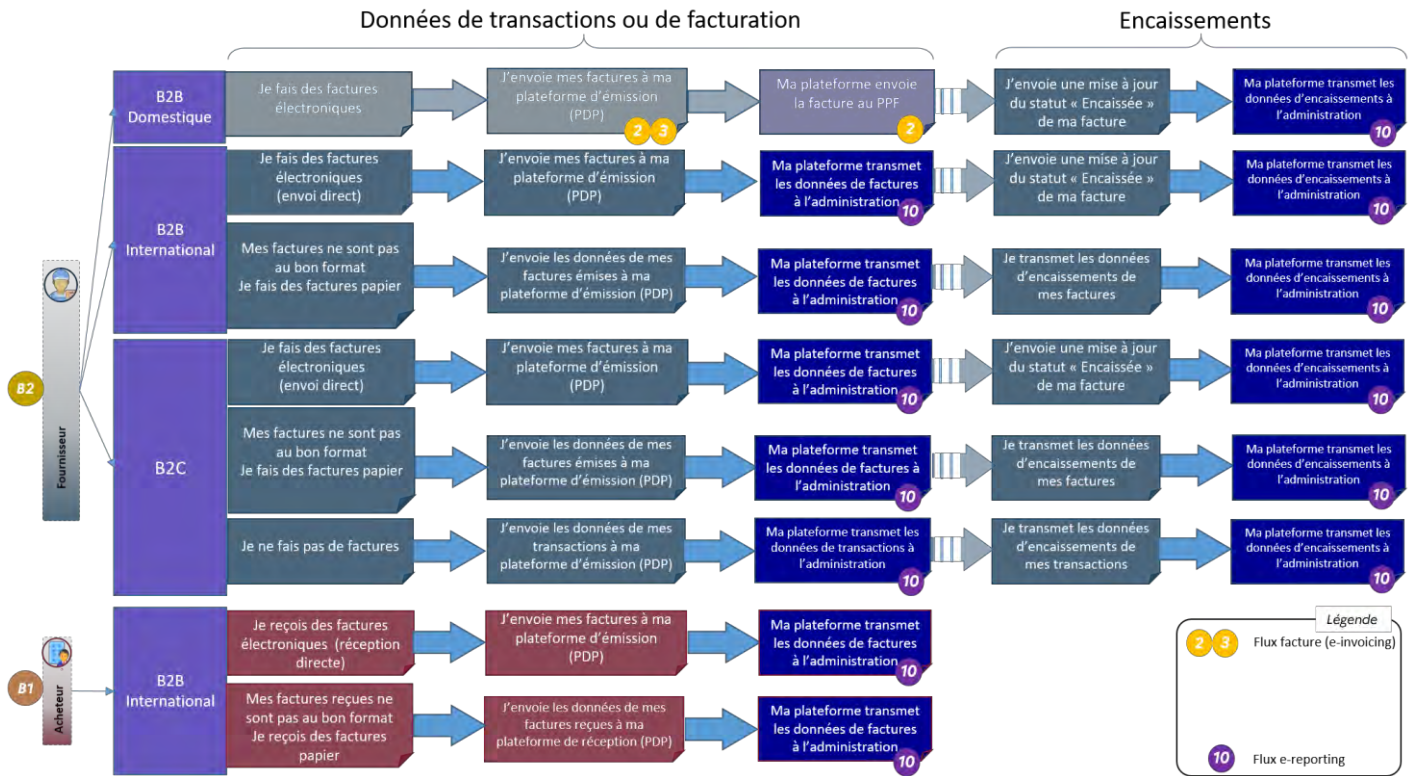 Données de transactions ou de facturation
Encaissements
B2
Fournisseur
B2B
Domestique
Je fais des factures
électroniques
J’envoie mes factures à ma
plateforme d’émission
(PDP)
2 3
Ma plateforme envoie
la facture au PPF
2
J’envoie une mise à jour
du statut « Encaissée »
de ma facture
Ma plateforme transmet les
données d’encaissements à
l’administration
10
B2B
International
Je fais des factures
électroniques
(envoi direct)
J’envoie mes factures à ma
plateforme d’émission
(PDP)
Ma plateforme transmet
les données de factures
à l’administration
10
J’envoie une mise à jour
du statut « Encaissée »
de ma facture
Ma plateforme transmet les
données d’encaissements à
l’administration
10
Mes factures ne sont pas
au bon format
Je fais des factures papier
J’envoie les données de mes
factures émises à ma
plateforme d’émission (PDP)
Ma plateforme transmet
les données de factures
à l’administration
10
Je transmet les données
d’encaissements de
mes factures
Ma plateforme transmet les
données d’encaissements à
l’administration
10
B2C
Je fais des factures
électroniques
(envoi direct)
J’envoie mes factures à ma
plateforme d’émission
(PDP)
Ma plateforme transmet
les données de factures
à l’administration
10
J’envoie une mise à jour
du statut « Encaissée »
de ma facture
Ma plateforme transmet les
données d’encaissements à
l’administration
10
Mes factures ne sont pas
au bon format
Je fais des factures papier
J’envoie les données de mes
factures émises à ma
plateforme d’émission (PDP)
Ma plateforme transmet
les données de factures à
l’administration
10
Je transmet les données
d’encaissements de
mes factures
Ma plateforme transmet les
données d’encaissements à
l’administration
10
Je ne fais pas de factures
J’envoie les données de mes
transactions à ma
plateforme d’émission (PDP)
Ma plateforme transmet les
données de transactions à
l’administration
10
Je transmet les données
d’encaissements de
mes transactions
Ma plateforme transmet les
données d’encaissements à
l’administration
10
B1
Acheteur
B2B
International
Je reçois des factures
électroniques (réception
directe)
J’envoie mes factures à ma
plateforme d’émission
(PDP)
Ma plateforme transmet
les données de factures
à l’administration
10
Mes factures reçues ne
sont pas au bon format
Je reçois des factures
papier
J’envoie les données de mes
factures reçues à ma
plateforme de réception (PDP)
Ma plateforme transmet
les données de factures
à l’administration
10
Légende
2 3 Flux facture (e-invoicing)
10 Flux e-reporting